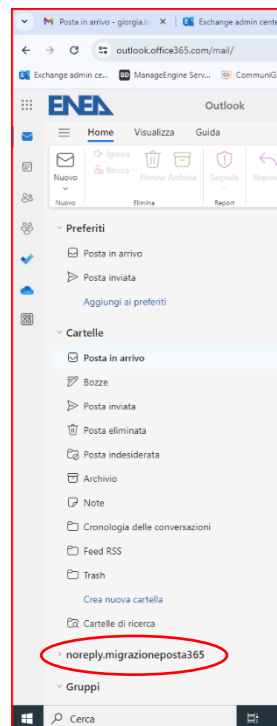 Posta in arrivo - giorgia.b
Exchange admin cente
outlook.office365.com/mail/
Exchange admin ce...
ManageEngine Serv...
CommuniG
ENEA
Outlook
Home
Visualizza
Guida
Nuovo
Ignora
Blocca
Elimina
Archivia
Segnala
Rispon
Nuovo
Elimina
Report
Preferiti
Posta in arrivo
Posta inviata
Aggiungi ai preferiti
Cartelle
Posta in arrivo
Bozze
Posta inviata
Posta eliminata
Posta indesiderata
Archivio
Note
Cronologia delle conversazioni
Feed RSS
Trash
Crea nuova cartella
Cartelle di ricerca
noreply.migrazioneposta365
Gruppi
Cerca